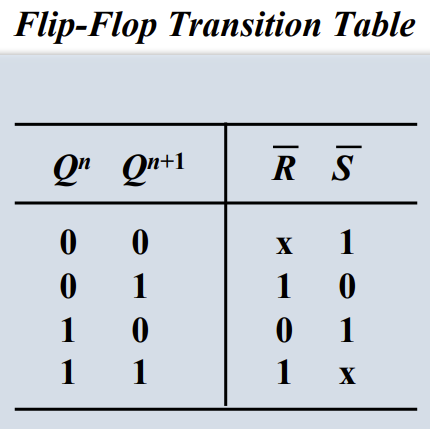 Flip-Flop Transition Table
Qⁿ Qⁿ⁺¹ R̅ S̅
0 0 x 1
0 1 1 0
1 0 0 1
1 1 1 x